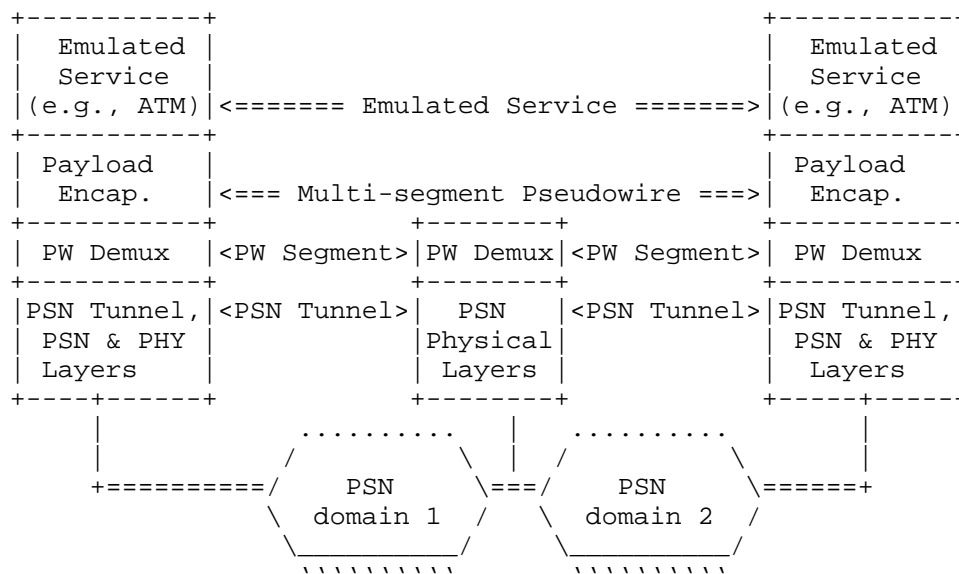 +-----------+ +-----------
| Emulated | | Emulated
| Service | | Service
|(e.g., ATM)|<======= Emulated Service =======>|(e.g., ATM)
+-----------+ +-----------
| Payload | | Payload
| Encap. |<=== Multi-segment Pseudowire ===>| Encap.
+-----------+ +--------+ +-----------
| PW Demux |<PW Segment>|PW Demux|<PW Segment>| PW Demux
+-----------+ +--------+ +-----------
|PSN Tunnel,|<PSN Tunnel>| PSN |<PSN Tunnel>|PSN Tunnel,
| PSN & PHY | |Physical| | PSN & PHY
| Layers | | Layers | | Layers
+----+------+ +--------+ +-----+-----
| .......... | .......... |
| / \ | / \ |
+==========/ PSN \===/ PSN \======+
\ domain 1 / \ domain 2 /
\__________/ \__________/